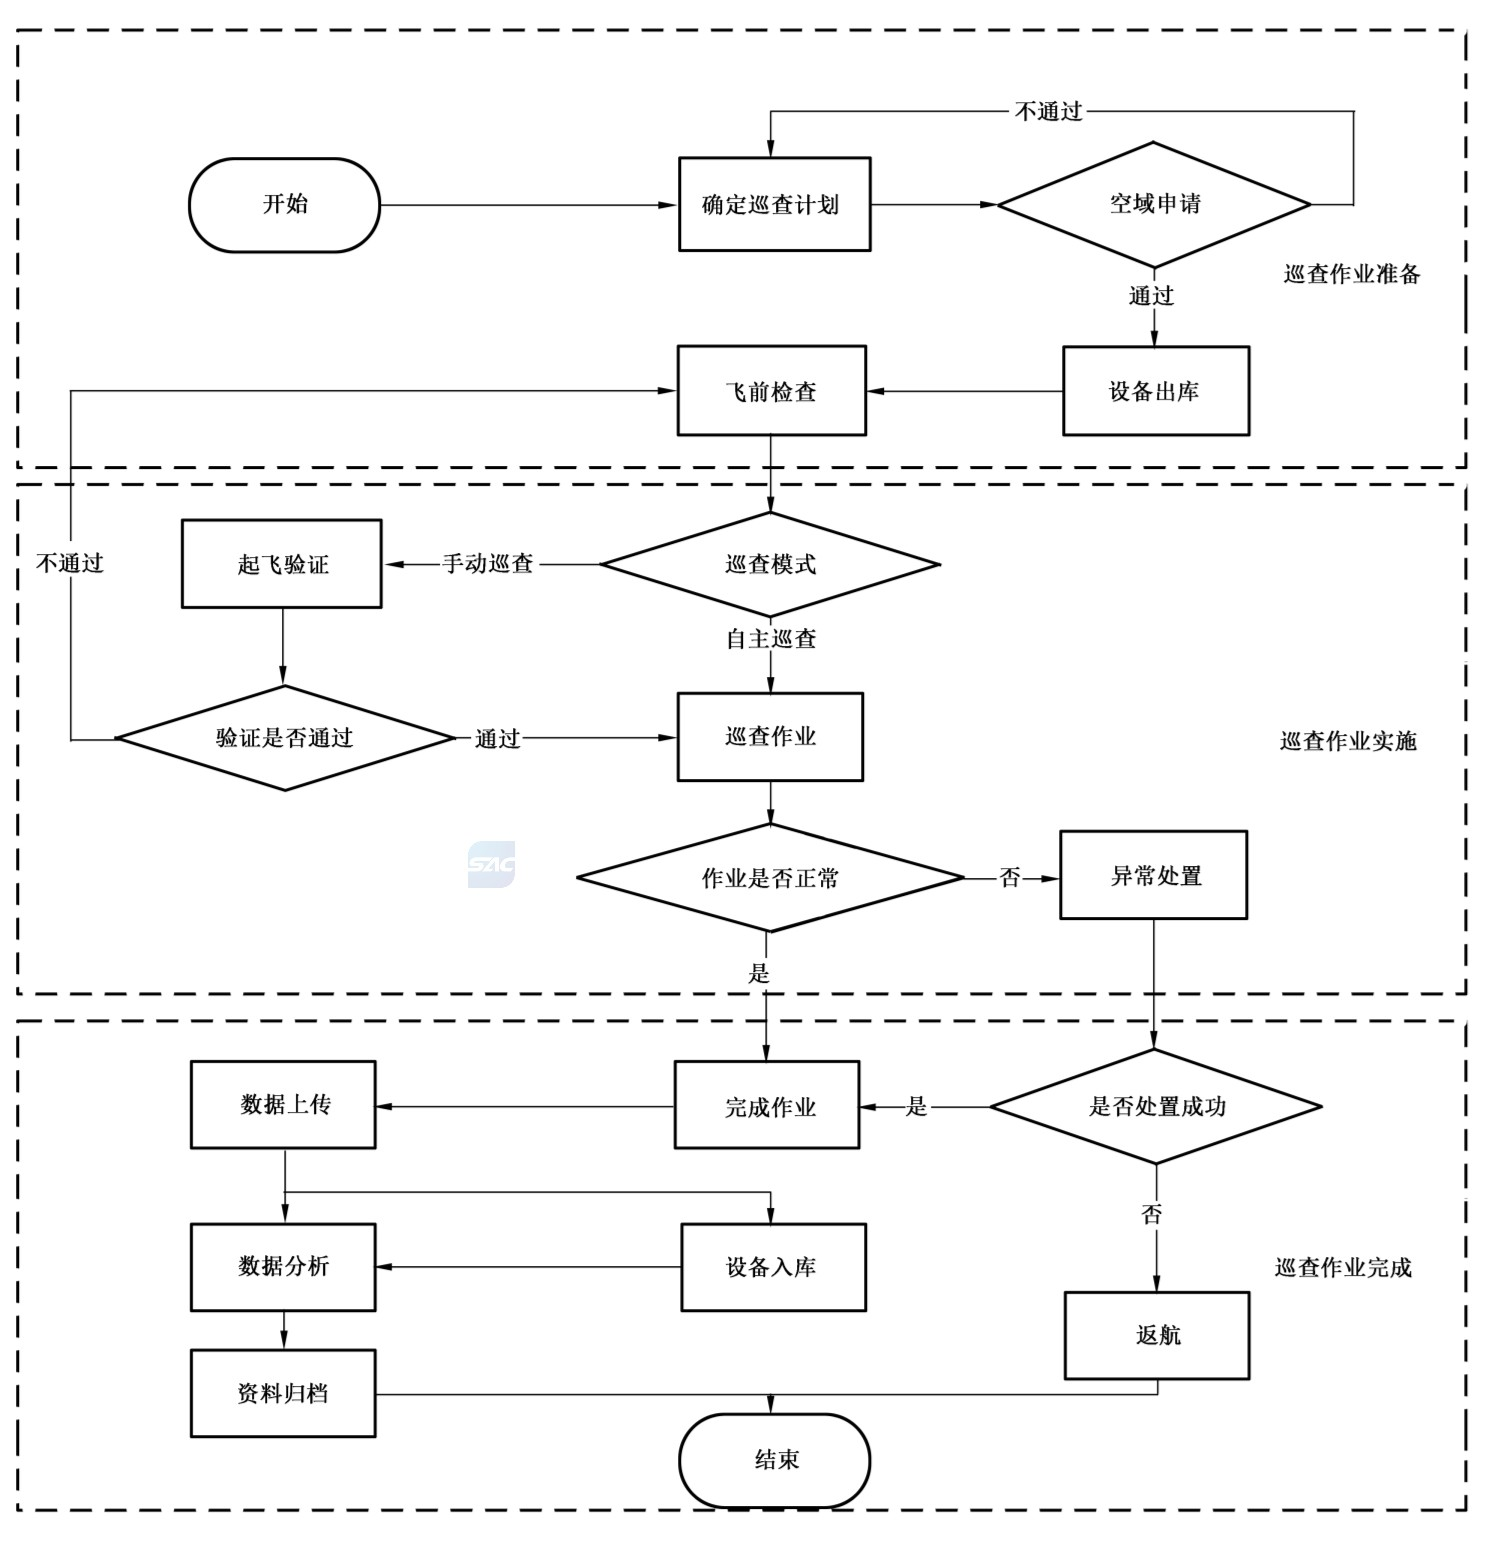 不通过
开始
确定巡查计划
空域申请
巡查作业准备
通过
飞前检查
设备出库
不通过
起飞验证
手动巡查
巡查模式
自主巡查
验证是否通过
通过
巡查作业
巡查作业实施
SAC
作业是否正常
否
异常处置
是
数据上传
完成作业
是
是否处置成功
否
数据分析
设备入库
巡查作业完成
返航
资料归档
结束